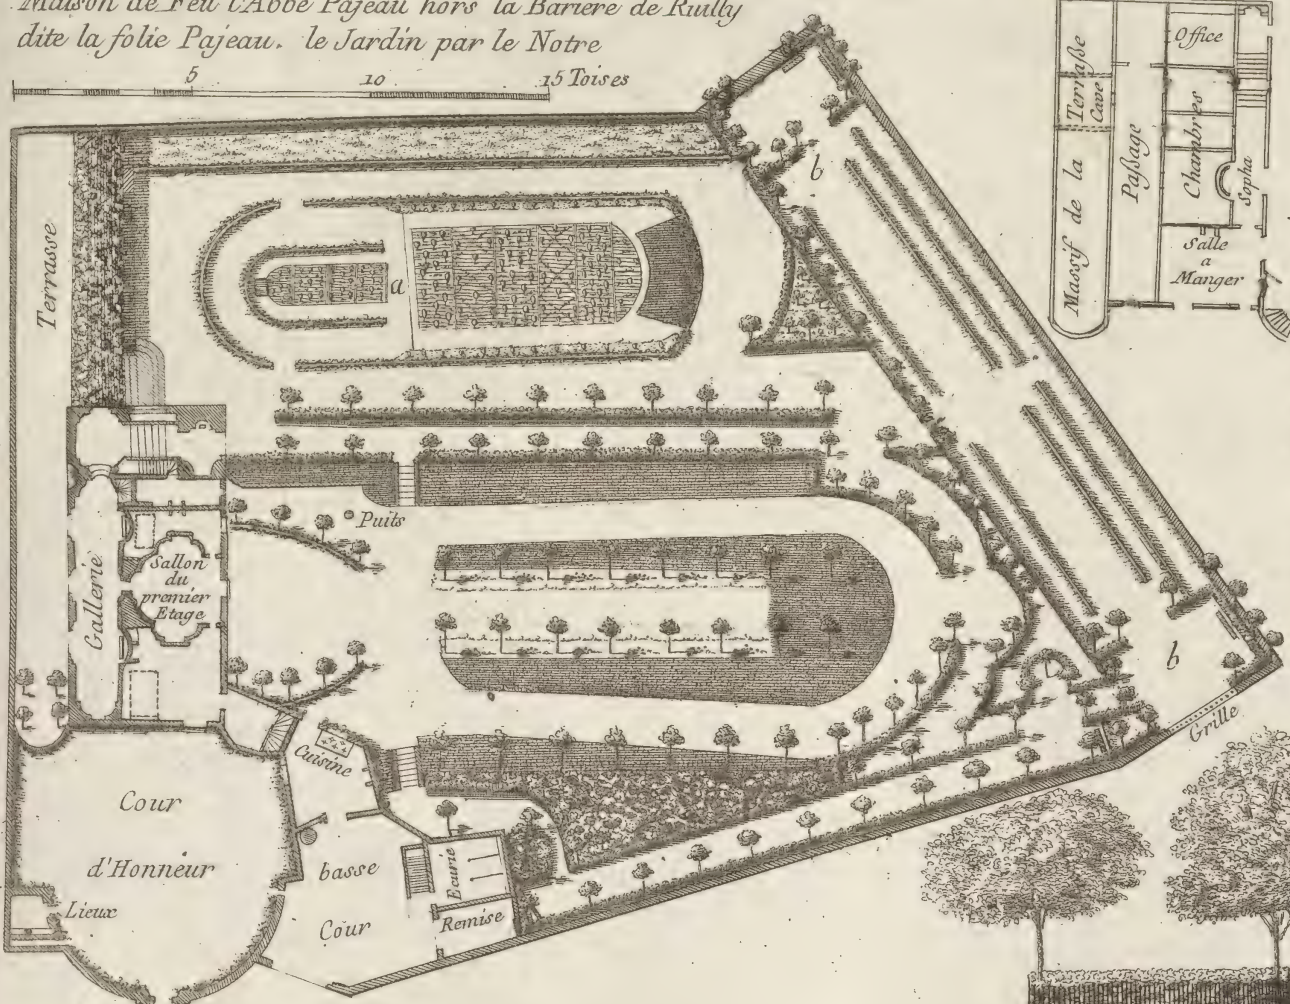 Maison de Feu l'Abbé Pajeau hors la Bariere de Ruilly
dite la folie Pajeau. le Jardin par le Notre
5 10 15 Toises
Office
Terraße
Cave
Chambres
Paßage
Massif de la
Sopha
Salle
a
Manger
b
Terrasse
a
Puits
Gallerie
Sallon
du
premier
Etage
b
Grille
Cuisine
Cour
d'Honneur
basse
Cour
Ecurie
Remise
Lieux